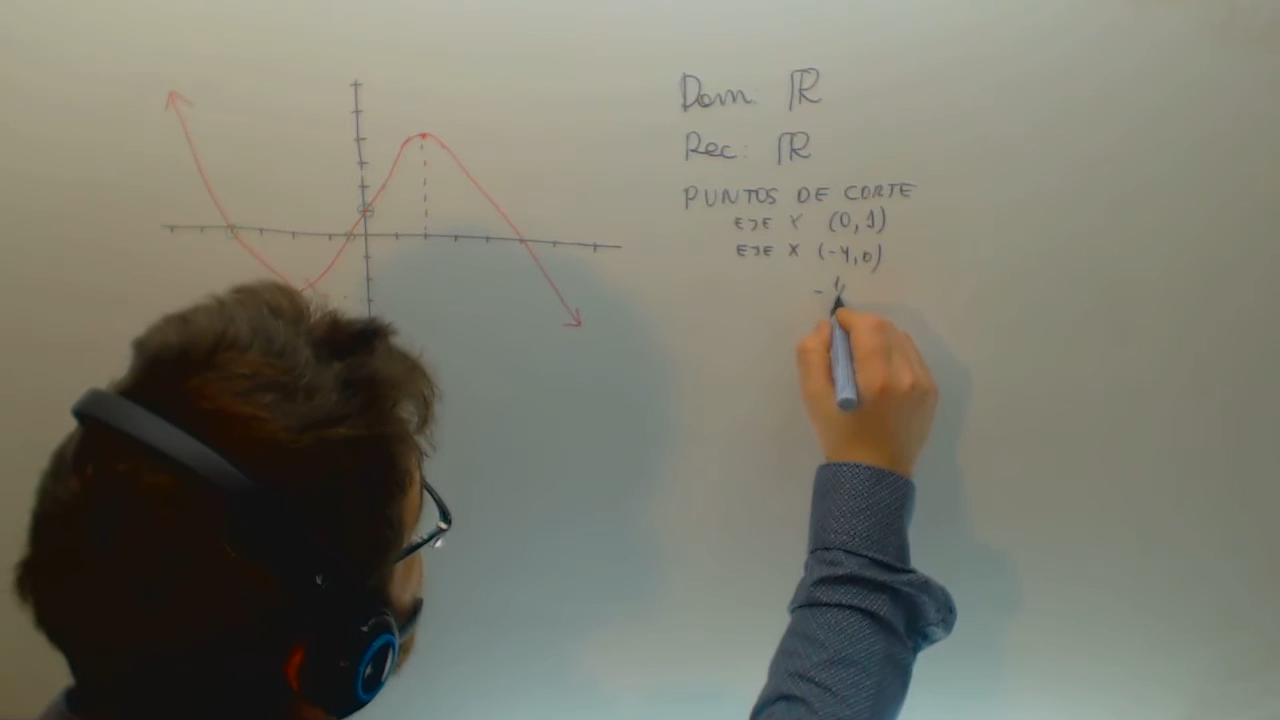 Dom: ℝ
Rec: ℝ
PUNTOS DE CORTE
EJE Y (0,1)
EJE X (-4,0)